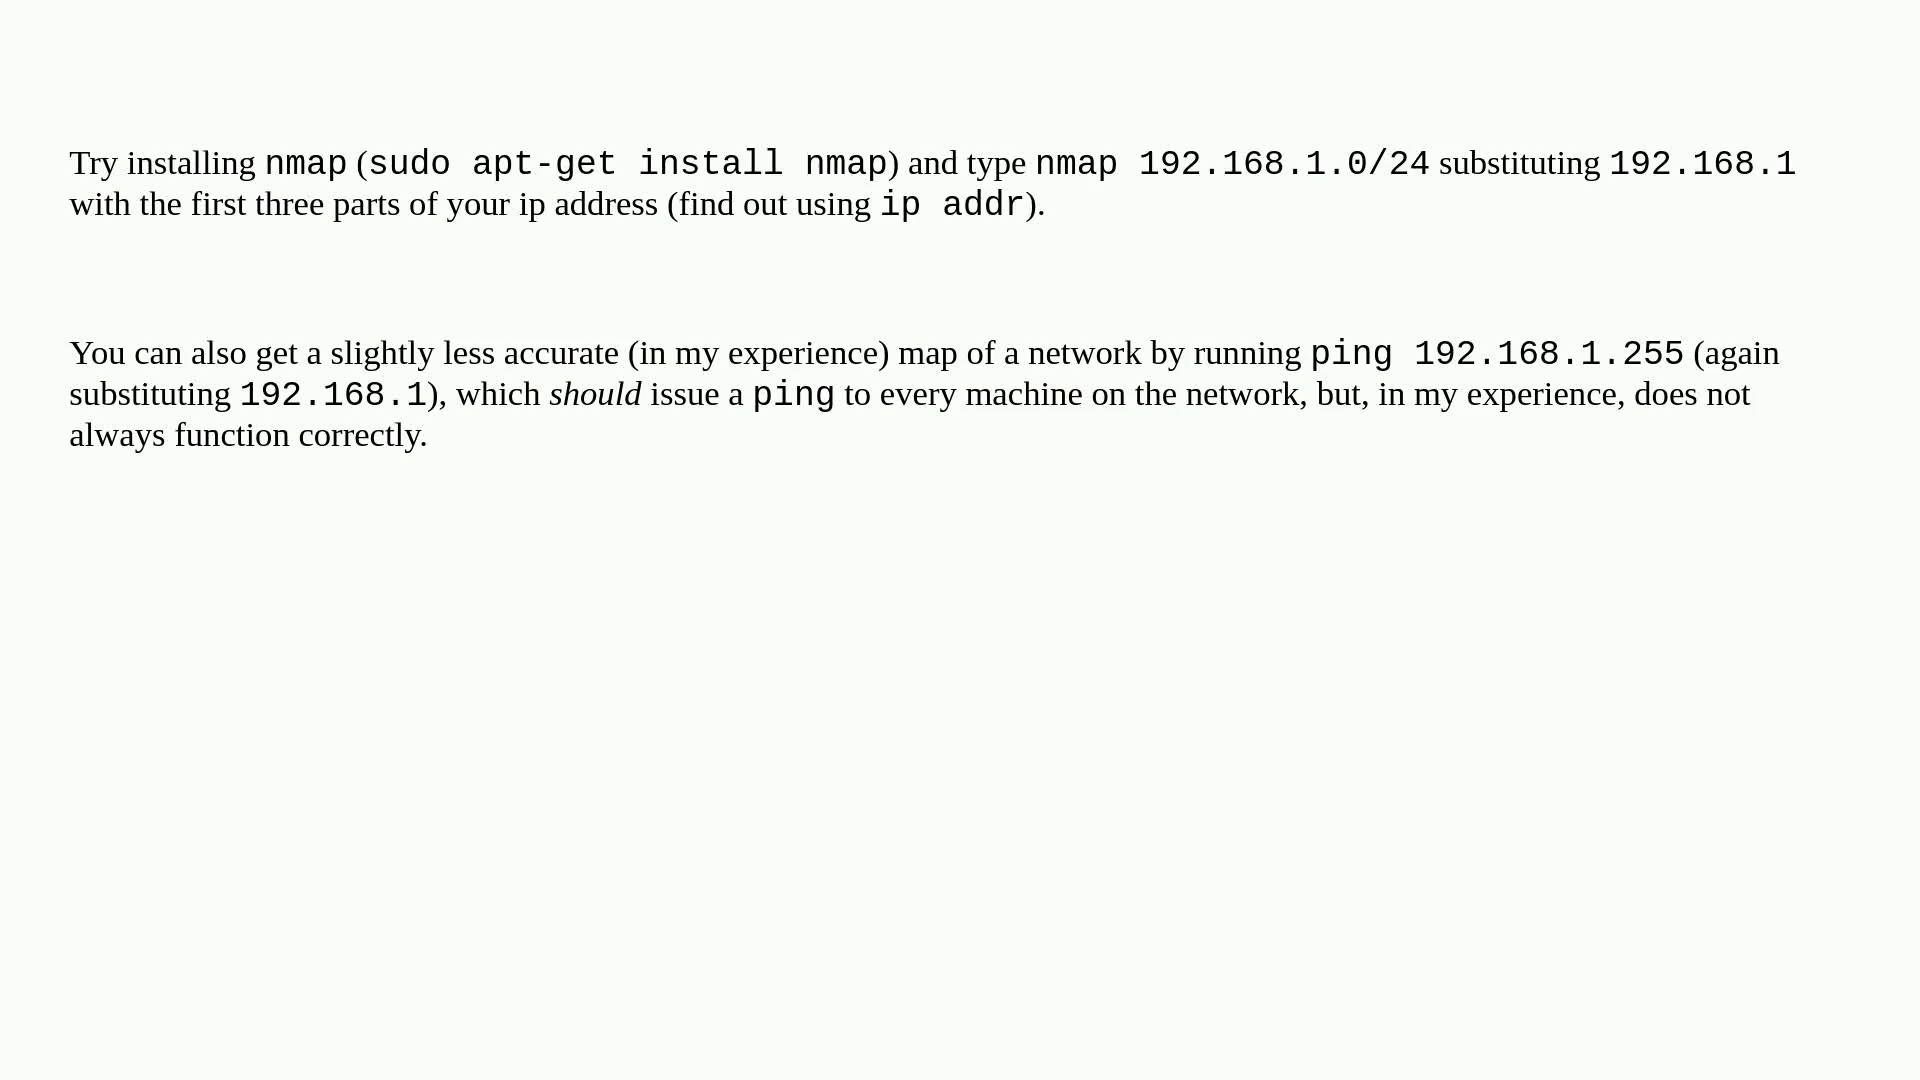 Try installing nmap (sudo apt-get install nmap) and type nmap 192.168.1.0/24 substituting 192.168.1
with the first three parts of your ip address (find out using ip addr).
You can also get a slightly less accurate (in my experience) map of a network by running ping 192.168.1.255 (again
substituting 192.168.1), which should issue a ping to every machine on the network, but, in my experience, does not
always function correctly.